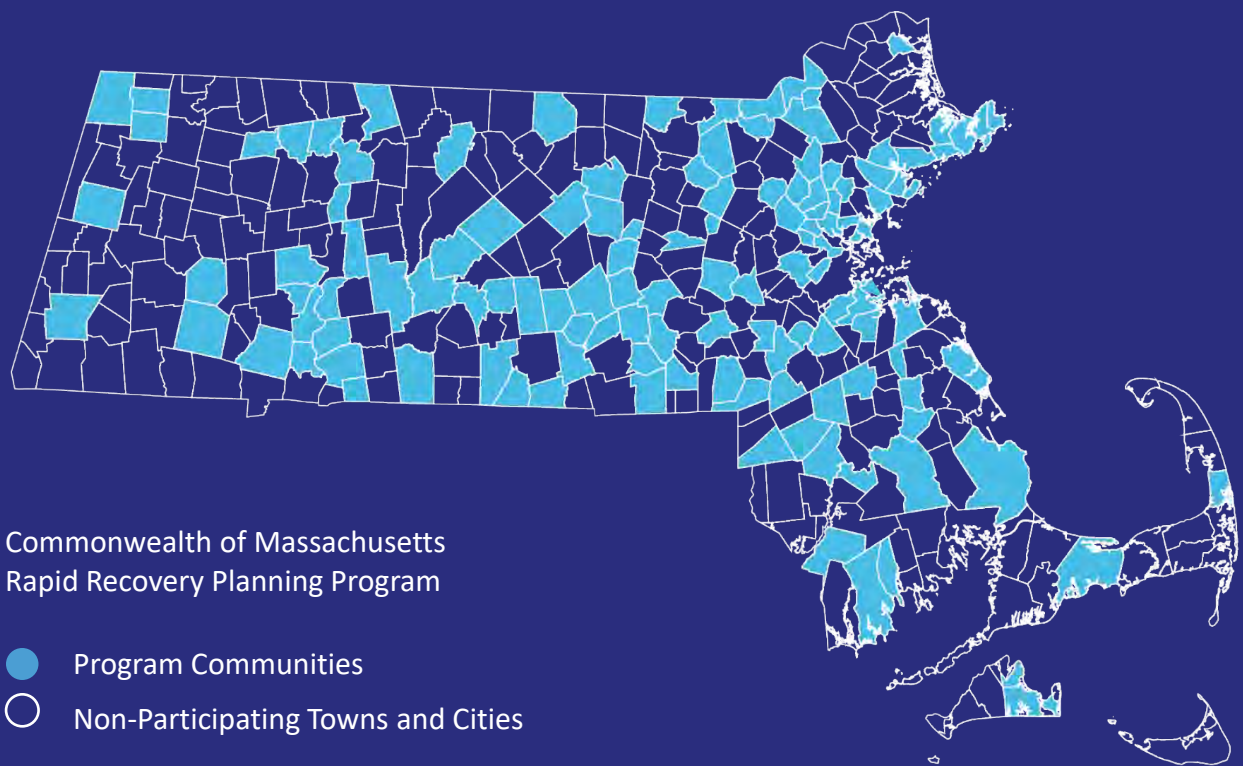 Commonwealth of Massachusetts
Rapid Recovery Planning Program
Program Communities
Non-Participating Towns and Cities